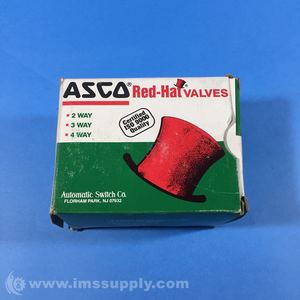 ASCO® Red-Hat VALVES
2 WAY
3 WAY
4 WAY
Certified
ISO 9000
Quality
Automatic Switch Co.
FLORHAM PARK, NJ 07932
© www.imssupply.com